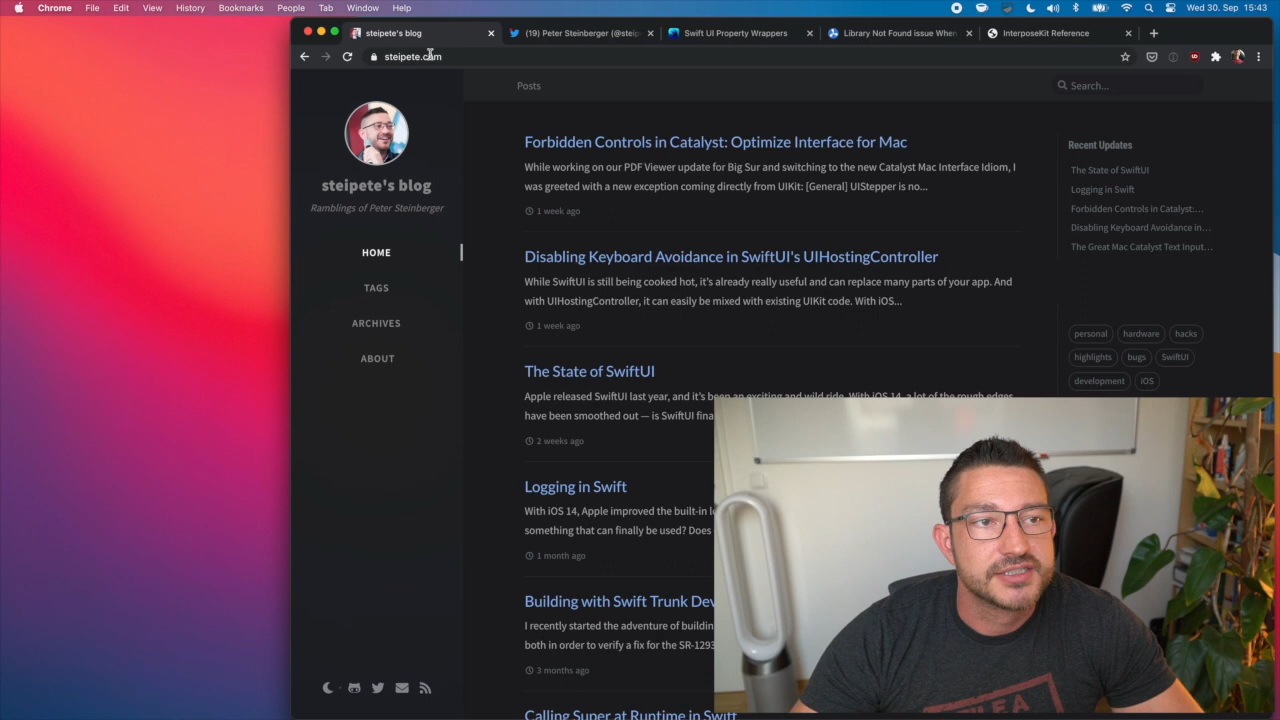 Chrome File Edit View History Bookmarks People Tab Window Help
Wed 30. Sep 15:43
steipete's blog
(19) Peter Steinberger (@steip
Swift UI Property Wrappers
Library Not Found issue When
InterposeKit Reference
steipete.com
Posts
Search...
steipete's blog
Ramblings of Peter Steinberger
HOME
TAGS
ARCHIVES
ABOUT
Forbidden Controls in Catalyst: Optimize Interface for Mac
While working on our PDF Viewer update for Big Sur and switching to the new Catalyst Mac Interface Idiom, I
was greeted with a new exception coming directly from UIKit: [General] UIStepper is no...
1 week ago
Disabling Keyboard Avoidance in SwiftUI's UIHostingController
While SwiftUI is still being cooked hot, it's already really useful and can replace many parts of your app. And
with UIHostingController, it can easily be mixed with existing UIKit code. With iOS...
1 week ago
The State of SwiftUI
Apple released SwiftUI last year, and it's been an exciting and wild ride. With iOS 14, a lot of the rough edges
have been smoothed out — is SwiftUI fina
2 weeks ago
Logging in Swift
With iOS 14, Apple improved the built-in l
something that can finally be used? Does
1 month ago
Building with Swift Trunk Dev
I recently started the adventure of buildin
both in order to verify a fix for the SR-1293
3 months ago
Calling Super at Runtime in Swift
Recent Updates
The State of SwiftUI
Logging in Swift
Forbidden Controls in Catalyst:...
Disabling Keyboard Avoidance in...
The Great Mac Catalyst Text Input...
personal hardware hacks
highlights bugs SwiftUI
development iOS